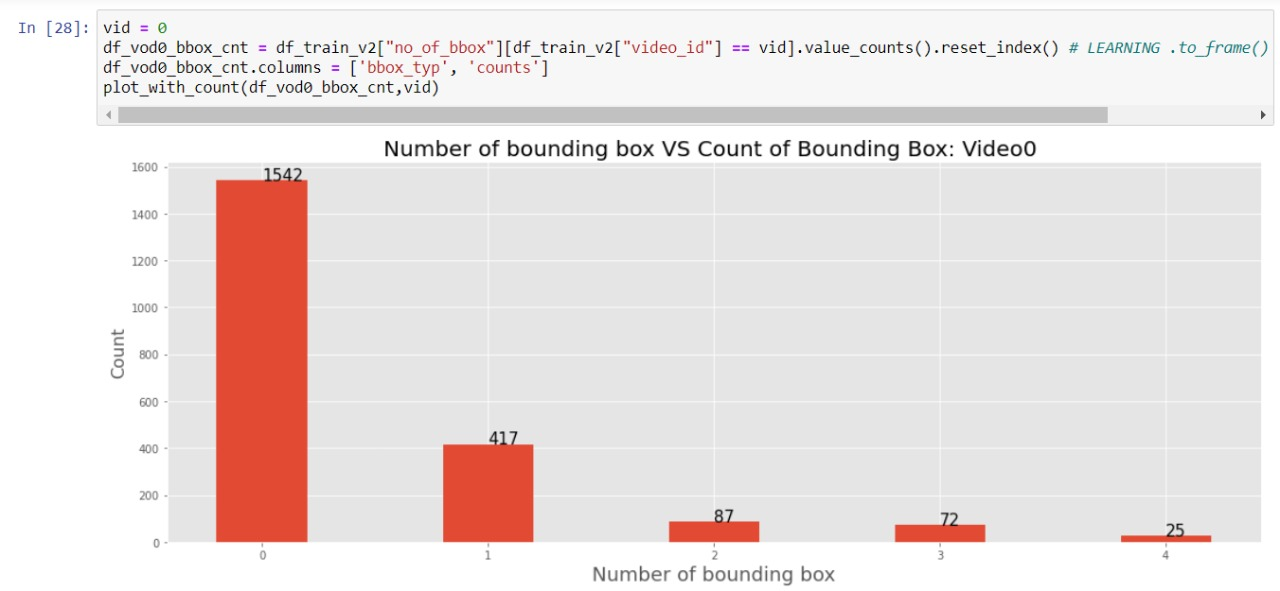 In [28]:
vid = 0
df_vod0_bbox_cnt = df_train_v2["no_of_bbox"][df_train_v2["video_id"] == vid].value_counts().reset_index() # LEARNING .to_frame()
df_vod0_bbox_cnt.columns = ['bbox_typ', 'counts']
plot_with_count(df_vod0_bbox_cnt,vid)
Number of bounding box VS Count of Bounding Box: Video0
1600
1400
1200
1000
800
600
400
200
0
Count
1542
417
87
72
25
0 1 2 3 4
Number of bounding box